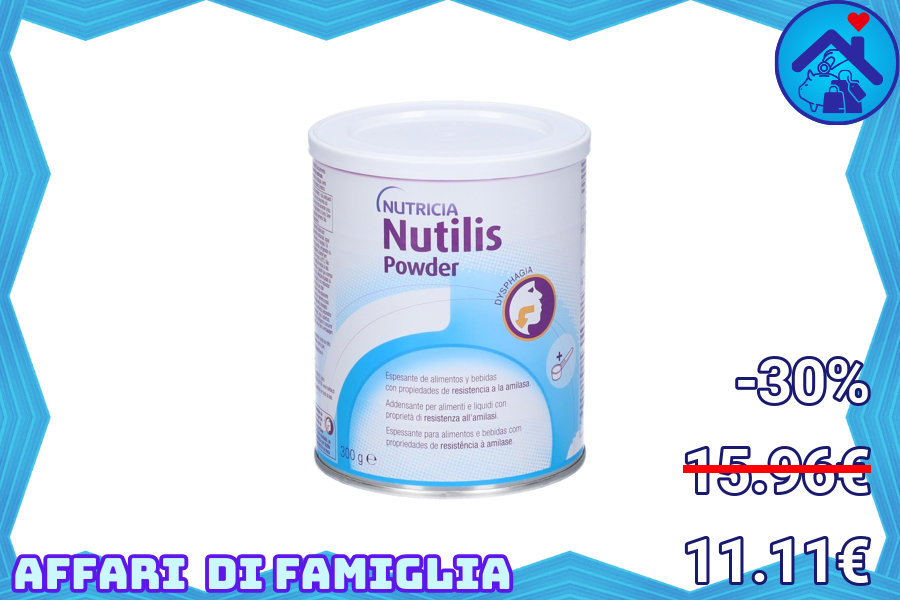 NUTRICIA
Nutilis
Powder
DYSPHAGIA
Espesante de alimentos y bebidas
con propiedades de resistencia a la amilasa.
Addensante per alimenti e liquidi con
proprietà di resistenza all'amilasi.
Espessante para alimentos e bebidas com
propriedades de resistência à amilase.
300 g ℮
-30%
15.96€
11.11€
AFFARI DI FAMIGLIA